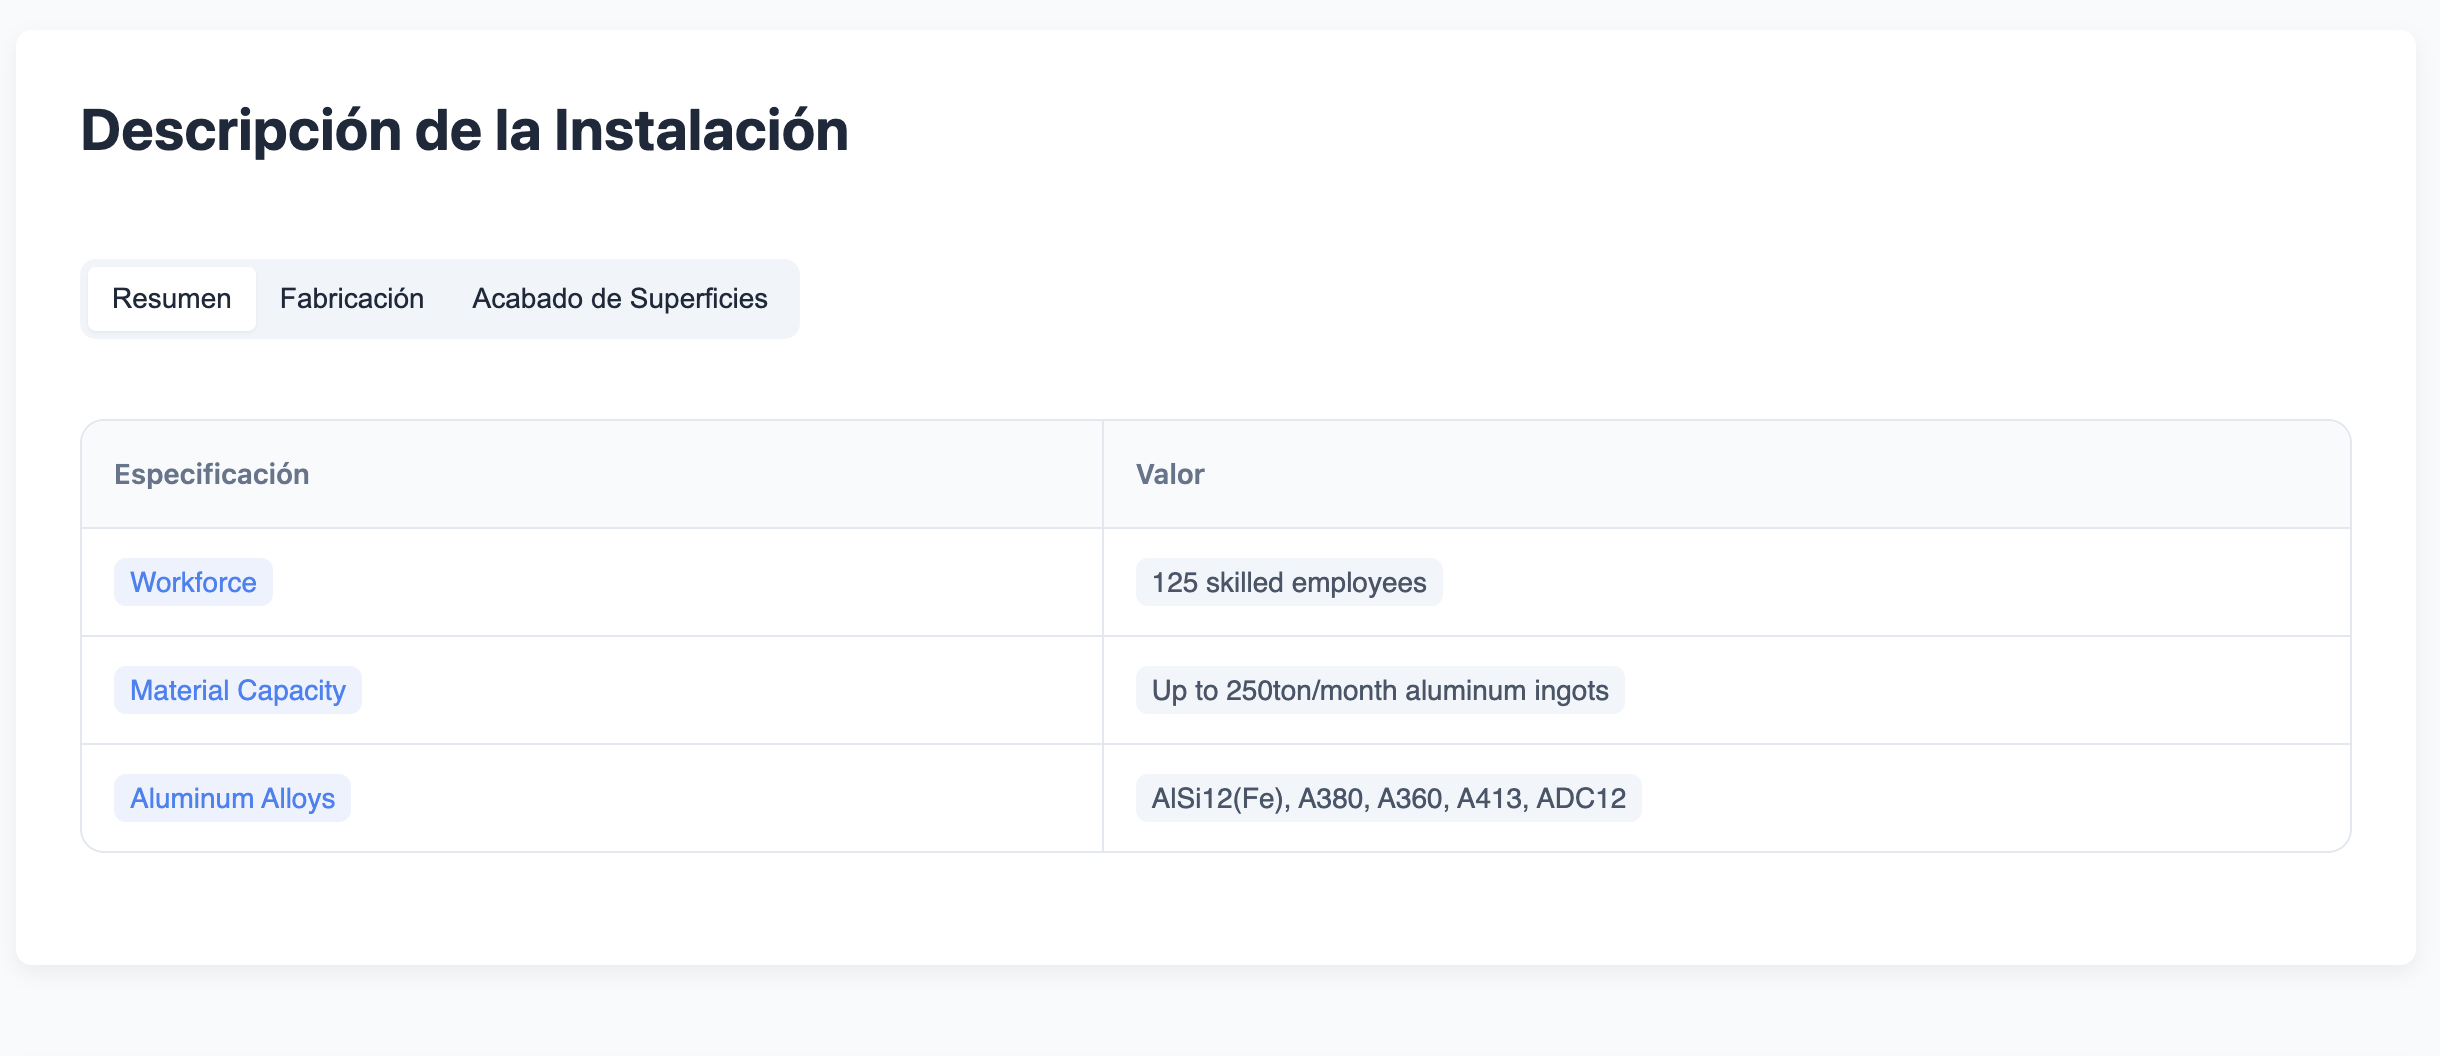 Descripción de la Instalación
Resumen Fabricación Acabado de Superficies
Especificación Valor
Workforce 125 skilled employees
Material Capacity Up to 250ton/month aluminum ingots
Aluminum Alloys AlSi12(Fe), A380, A360, A413, ADC12